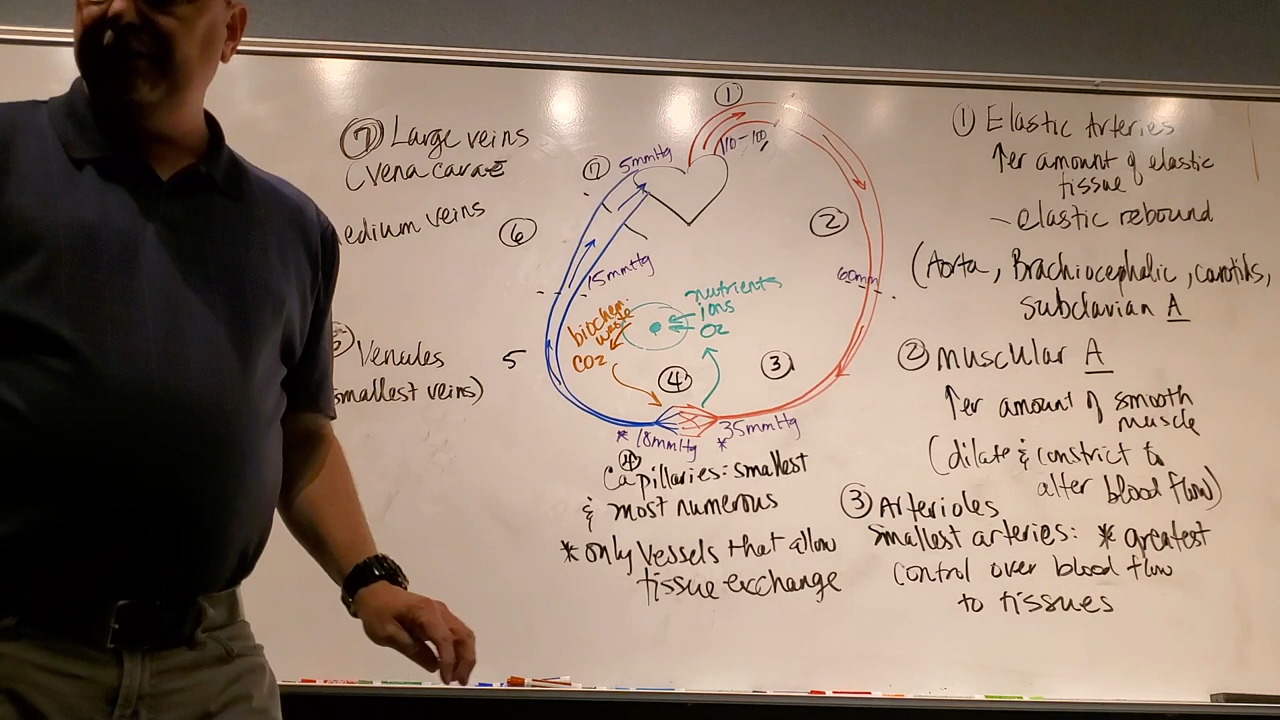 ⑦ Large veins
(vena cavae
edium veins
⑥
⑤ Venules
smallest veins)
5
①
110-100
5mmHg
⑦
②
60mm
15mmHg
nutrients
ions
O2
biochem.
waste
CO2
④
③
* 18mmHg
* 35mmHg
④
Capillaries: smallest
& most numerous
* only vessels that allow
tissue exchange
① Elastic Arteries
↑er amount of elastic
tissue
- elastic rebound
(Aorta, Brachiocephalic, carotids,
subclavian A
② muscular A
↑er amount of smooth
muscle
(dilate & constrict to
alter blood flow)
③ Arterioles
smallest arteries: * greatest
control over blood flow
to tissues